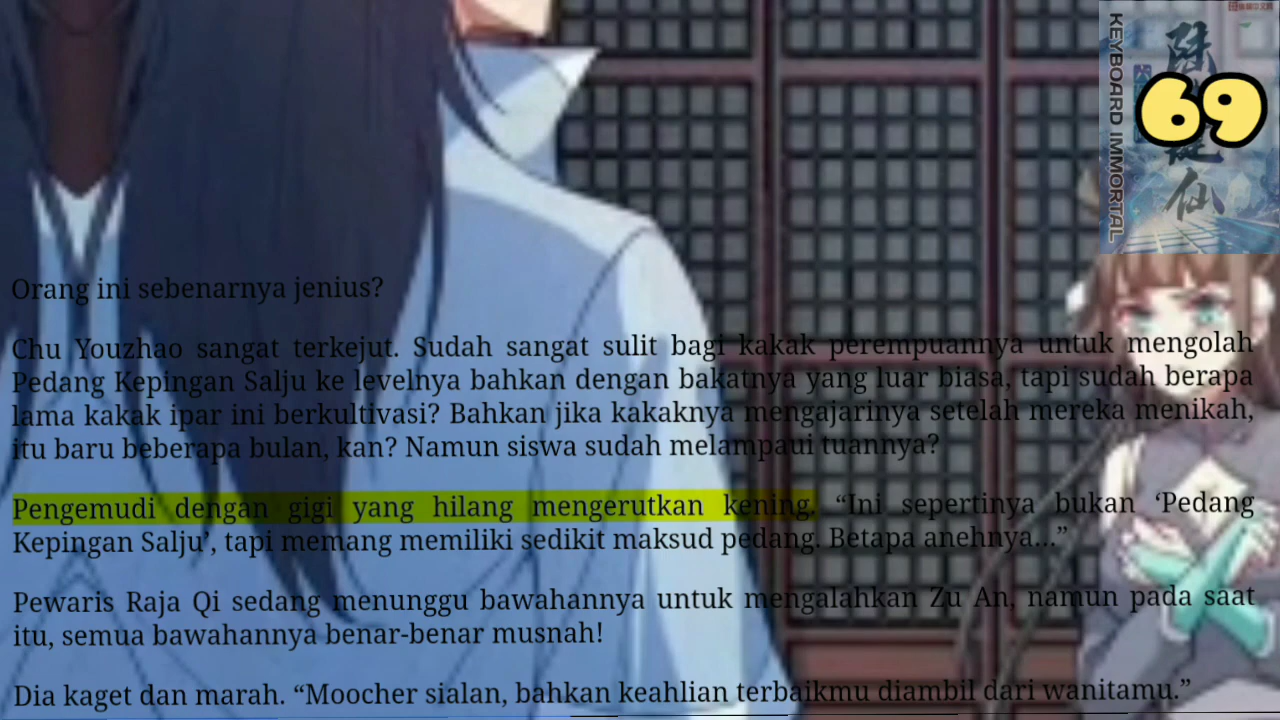 KEYBOARD IMMORTAL
69
仙
Orang ini sebenarnya jenius?
Chu Youzhao sangat terkejut. Sudah sangat sulit bagi kakak perempuannya untuk mengolah
Pedang Kepingan Salju ke levelnya bahkan dengan bakatnya yang luar biasa, tapi sudah berapa
lama kakak ipar ini berkultivasi? Bahkan jika kakaknya mengajarinya setelah mereka menikah,
itu baru beberapa bulan, kan? Namun siswa sudah melampaui tuannya?
Pengemudi dengan gigi yang hilang mengerutkan kening. “Ini sepertinya bukan ‘Pedang
Kepingan Salju’, tapi memang memiliki sedikit maksud pedang. Betapa anehnya...”
Pewaris Raja Qi sedang menunggu bawahannya untuk mengalahkan Zu An, namun pada saat
itu, semua bawahannya benar-benar musnah!
Dia kaget dan marah. “Moocher sialan, bahkan keahlian terbaikmu diambil dari wanitamu.”